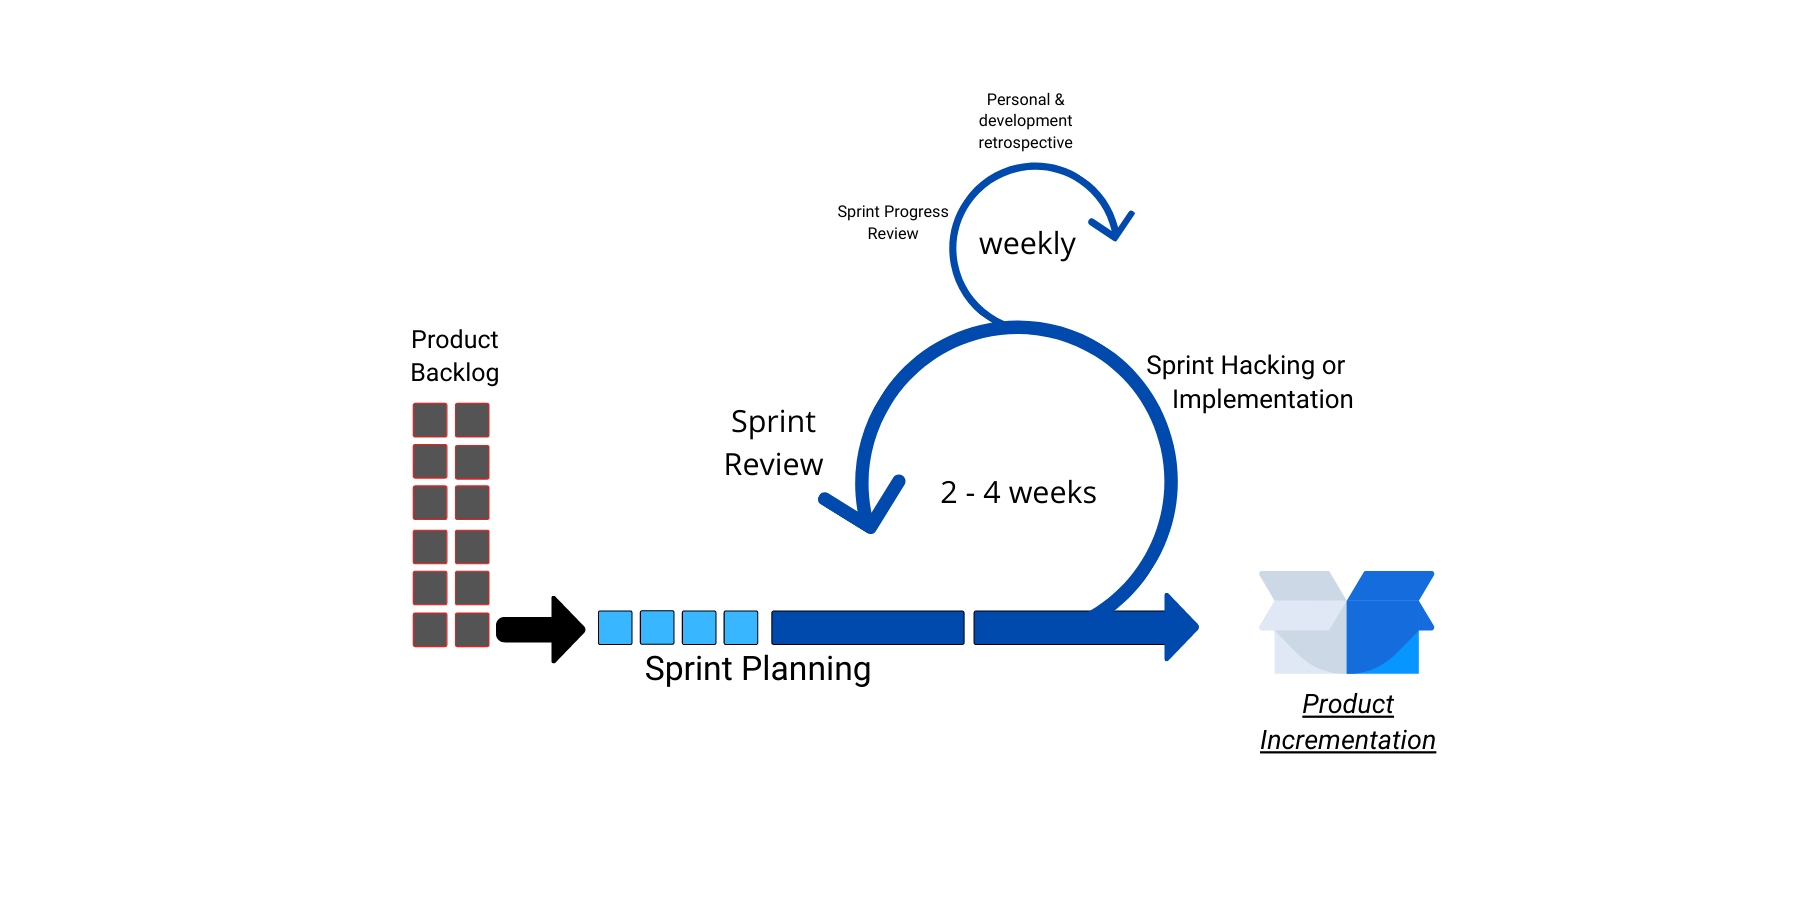 Personal &
development
retrospective
Sprint Progress
Review
weekly
Product
Backlog
Sprint Hacking or
Implementation
Sprint
Review
2 - 4 weeks
Sprint Planning
Product
Incrementation